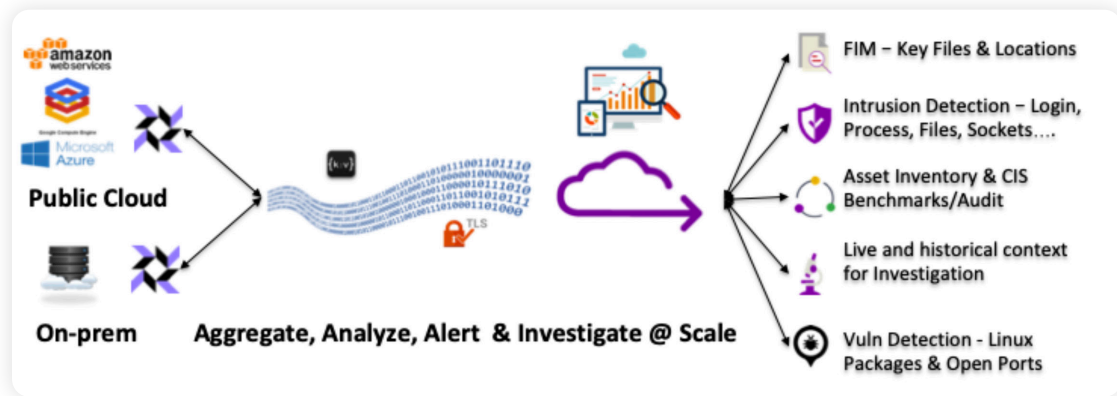 amazon
webservices
Google Compute Engine
Microsoft
Azure
Public Cloud
On-prem
{k:v}
TLS
Aggregate, Analyze, Alert & Investigate @ Scale
FIM – Key Files & Locations
Intrusion Detection – Login,
Process, Files, Sockets....
Asset Inventory & CIS
Benchmarks/Audit
Live and historical context
for Investigation
Vuln Detection - Linux
Packages & Open Ports